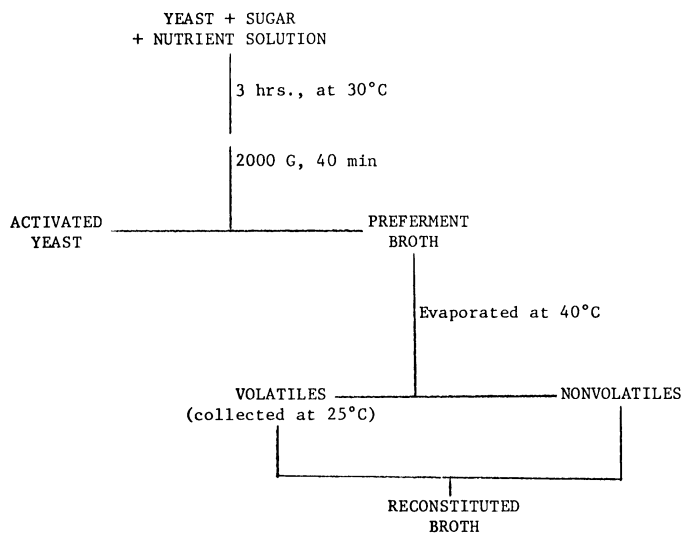 YEAST + SUGAR
+ NUTRIENT SOLUTION
3 hrs., at 30°C
2000 G, 40 min
ACTIVATED
YEAST
PREFERMENT
BROTH
Evaporated at 40°C
VOLATILES
(collected at 25°C)
NONVOLATILES
RECONSTITUTED
BROTH